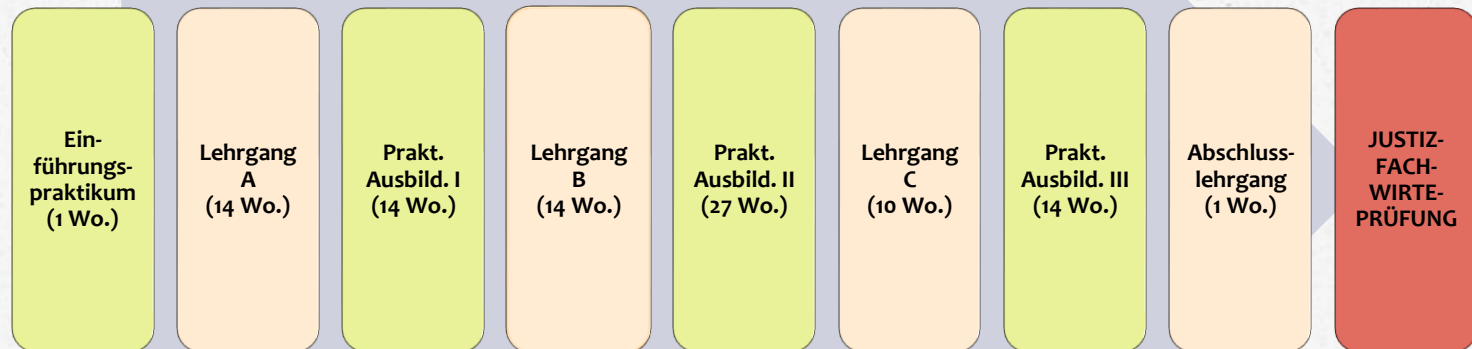 Ein-
führungs-
praktikum
(1 Wo.)
Lehrgang
A
(14 Wo.)
Prakt.
Ausbild. I
(14 Wo.)
Lehrgang
B
(14 Wo.)
Prakt.
Ausbild. II
(27 Wo.)
Lehrgang
C
(10 Wo.)
Prakt.
Ausbild. III
(14 Wo.)
Abschluss-
lehrgang
(1 Wo.)
JUSTIZ-
FACH-
WIRTE-
PRÜFUNG